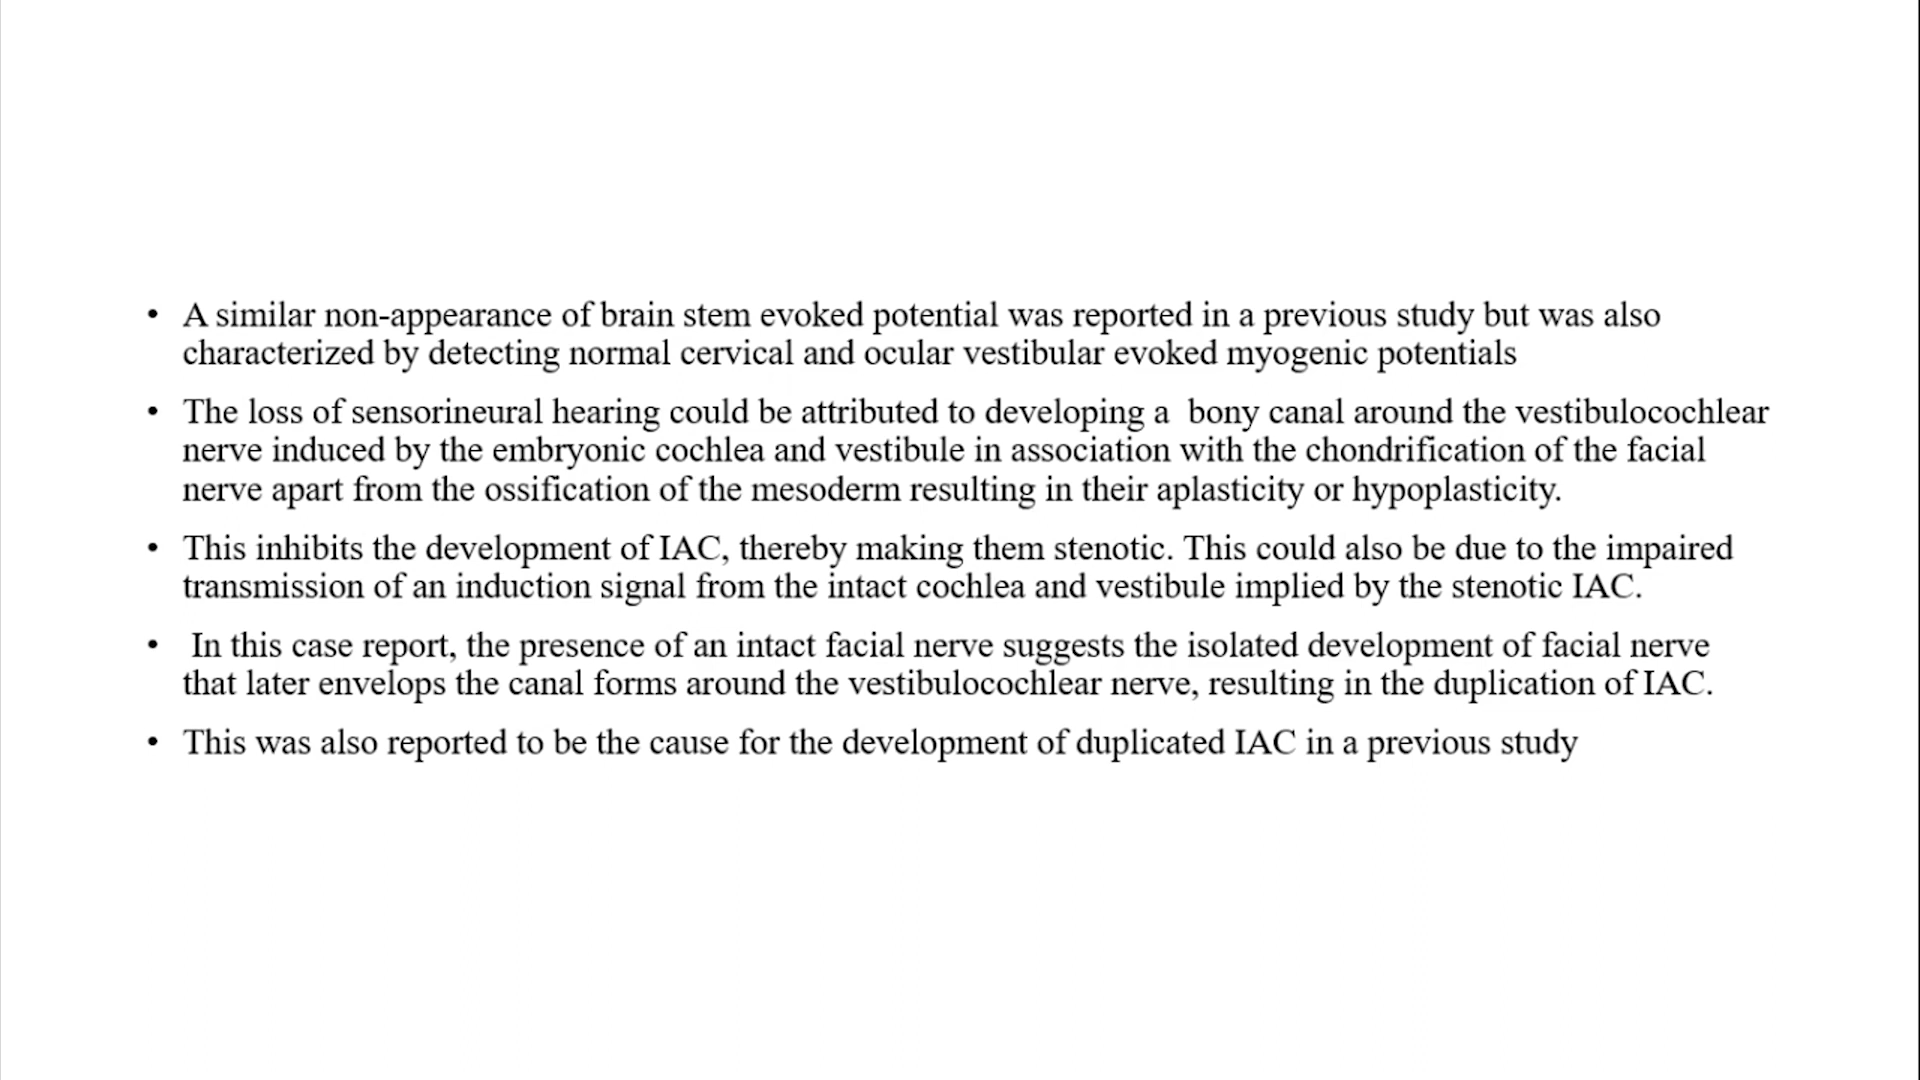 • A similar non-appearance of brain stem evoked potential was reported in a previous study but was also
characterized by detecting normal cervical and ocular vestibular evoked myogenic potentials
• The loss of sensorineural hearing could be attributed to developing a  bony canal around the vestibulocochlear
nerve induced by the embryonic cochlea and vestibule in association with the chondrification of the facial
nerve apart from the ossification of the mesoderm resulting in their aplasticity or hypoplasticity.
• This inhibits the development of IAC, thereby making them stenotic. This could also be due to the impaired
transmission of an induction signal from the intact cochlea and vestibule implied by the stenotic IAC.
•  In this case report, the presence of an intact facial nerve suggests the isolated development of facial nerve
that later envelops the canal forms around the vestibulocochlear nerve, resulting in the duplication of IAC.
• This was also reported to be the cause for the development of duplicated IAC in a previous study